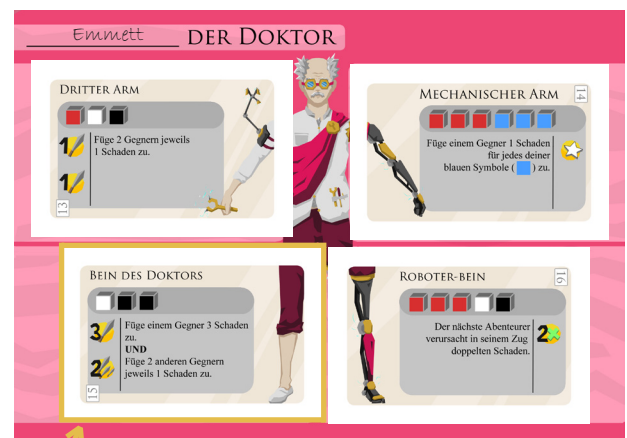 Emmett DER DOKTOR
DRITTER ARM
1
Füge 2 Gegnern jeweils
1 Schaden zu.
1
13
MECHANISCHER ARM
14
Füge einem Gegner 1 Schaden
für jedes deiner
blauen Symbole ( ) zu.
BEIN DES DOKTORS
3
Füge einem Gegner 3 Schaden
zu.
UND
2
Füge 2 anderen Gegnern
jeweils 1 Schaden zu.
15
ROBOTER-BEIN
16
Der nächste Abenteurer
verursacht in seinem Zug
doppelten Schaden.
2